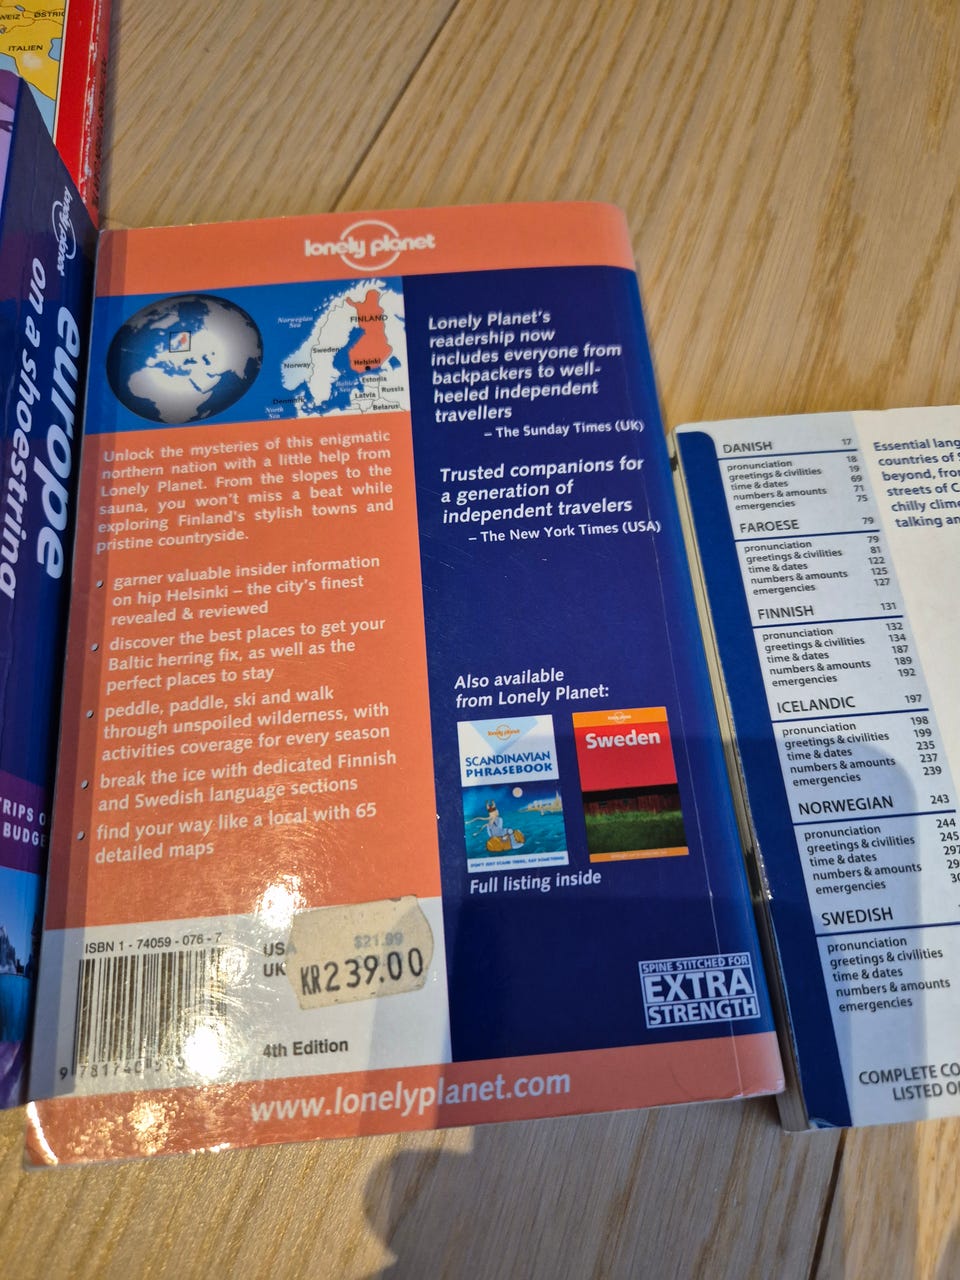 ITALIEN
lonely planet
europe
on a shoestring
lonely planet
Norwegian
Sea
FINLAND
Sweden
Norway
Helsinki
Baltic
Sea
Estonia
Russia
Latvia
Denmark
North
Sea
Belarus
Unlock the mysteries of this enigmatic
northern nation with a little help from
Lonely Planet. From the slopes to the
sauna, you won't miss a beat while
exploring Finland's stylish towns and
pristine countryside.
• garner valuable insider information
on hip Helsinki – the city's finest
revealed & reviewed
• discover the best places to get your
Baltic herring fix, as well as the
perfect places to stay
• peddle, paddle, ski and walk
through unspoiled wilderness, with
activities coverage for every season
• break the ice with dedicated Finnish
and Swedish language sections
• find your way like a local with 65
detailed maps
Lonely Planet's
readership now
includes everyone from
backpackers to well-
heeled independent
travellers
– The Sunday Times (UK)
Trusted companions for
a generation of
independent travelers
– The New York Times (USA)
Also available
from Lonely Planet:
lonely planet
SCANDINAVIAN
PHRASEBOOK
DON'T JUST STAND THERE, SAY SOMETHING!
Sweden
Full listing inside
SPINE STITCHED FOR
EXTRA
STRENGTH
ISBN 1 - 74059 - 076 - 7
USA $21.99
UK
KR239.00
4th Edition
www.lonelyplanet.com
DANISH 17
pronunciation 18
greetings & civilities 19
time & dates 69
numbers & amounts 71
emergencies 75
FAROESE 79
pronunciation 79
greetings & civilities 81
time & dates 122
numbers & amounts 125
emergencies 127
FINNISH 131
pronunciation 132
greetings & civilities 134
time & dates 187
numbers & amounts 189
emergencies 192
ICELANDIC 197
pronunciation 198
greetings & civilities 199
time & dates 235
numbers & amounts 237
emergencies 239
NORWEGIAN 243
pronunciation 244
greetings & civilities 245
time & dates
numbers & amounts
emergencies
SWEDISH
pronunciation
greetings & civilities
time & dates
numbers & amounts
emergencies
Essential lang
countries of S
beyond, fro
streets of C
chilly clime
talking an
COMPLETE CO
LISTED O